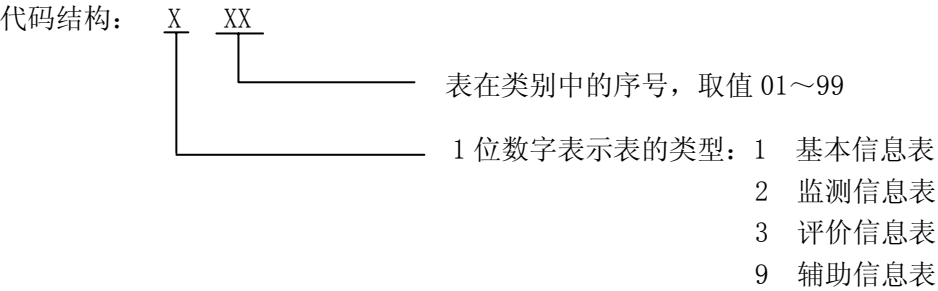 代码结构： X XX
表在类别中的序号，取值 01～99
1 位数字表示表的类型：1 基本信息表
2 监测信息表
3 评价信息表
9 辅助信息表